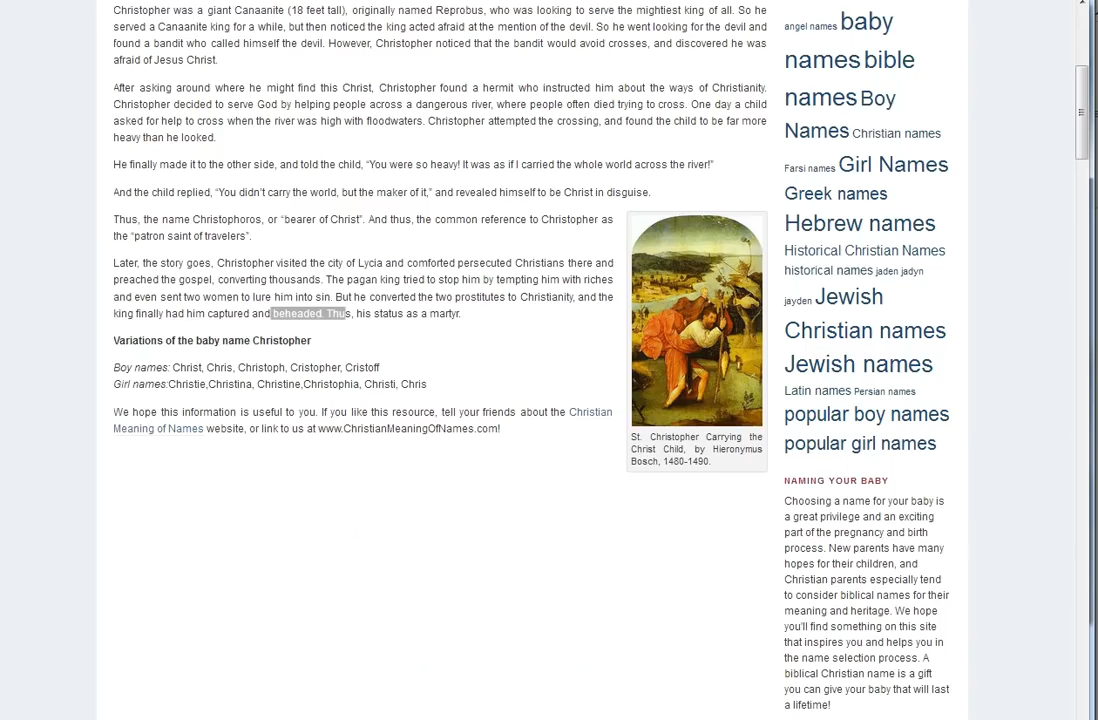 Christopher was a giant Canaanite (18 feet tall), originally named Reprobus, who was looking to serve the mightiest king of all. So he
served a Canaanite king for a while, but then noticed the king acted afraid at the mention of the devil. So he went looking for the devil and
found a bandit who called himself the devil. However, Christopher noticed that the bandit would avoid crosses, and discovered he was
afraid of Jesus Christ.
After asking around where he might find this Christ, Christopher found a hermit who instructed him about the ways of Christianity.
Christopher decided to serve God by helping people across a dangerous river, where people often died trying to cross. One day a child
asked for help to cross when the river was high with floodwaters. Christopher attempted the crossing, and found the child to be far more
heavy than he looked.
He finally made it to the other side, and told the child, “You were so heavy! It was as if I carried the whole world across the river!”
And the child replied, “You didn’t carry the world, but the maker of it,” and revealed himself to be Christ in disguise.
Thus, the name Christophoros, or “bearer of Christ”. And thus, the common reference to Christopher as
the “patron saint of travelers”.
Later, the story goes, Christopher visited the city of Lycia and comforted persecuted Christians there and
preached the gospel, converting thousands. The pagan king tried to stop him by tempting him with riches
and even sent two women to lure him into sin. But he converted the two prostitutes to Christianity, and the
king finally had him captured and beheaded. Thus, his status as a martyr.
Variations of the baby name Christopher
Boy names: Christ, Chris, Christoph, Cristopher, Cristoff
Girl names:Christie,Christina, Christine,Christophia, Christi, Chris
We hope this information is useful to you. If you like this resource, tell your friends about the Christian
Meaning of Names website, or link to us at www.ChristianMeaningOfNames.com!
St. Christopher Carrying the
Christ Child, by Hieronymus
Bosch, 1480-1490.
angel names baby
names bible
names Boy
Names Christian names
Farsi names Girl Names
Greek names
Hebrew names
Historical Christian Names
historical names jaden jadyn
jayden Jewish
Christian names
Jewish names
Latin names Persian names
popular boy names
popular girl names
NAMING YOUR BABY
Choosing a name for your baby is
a great privilege and an exciting
part of the pregnancy and birth
process. New parents have many
hopes for their children, and
Christian parents especially tend
to consider biblical names for their
meaning and heritage. We hope
you'll find something on this site
that inspires you and helps you in
the name selection process. A
biblical Christian name is a gift
you can give your baby that will last
a lifetime!